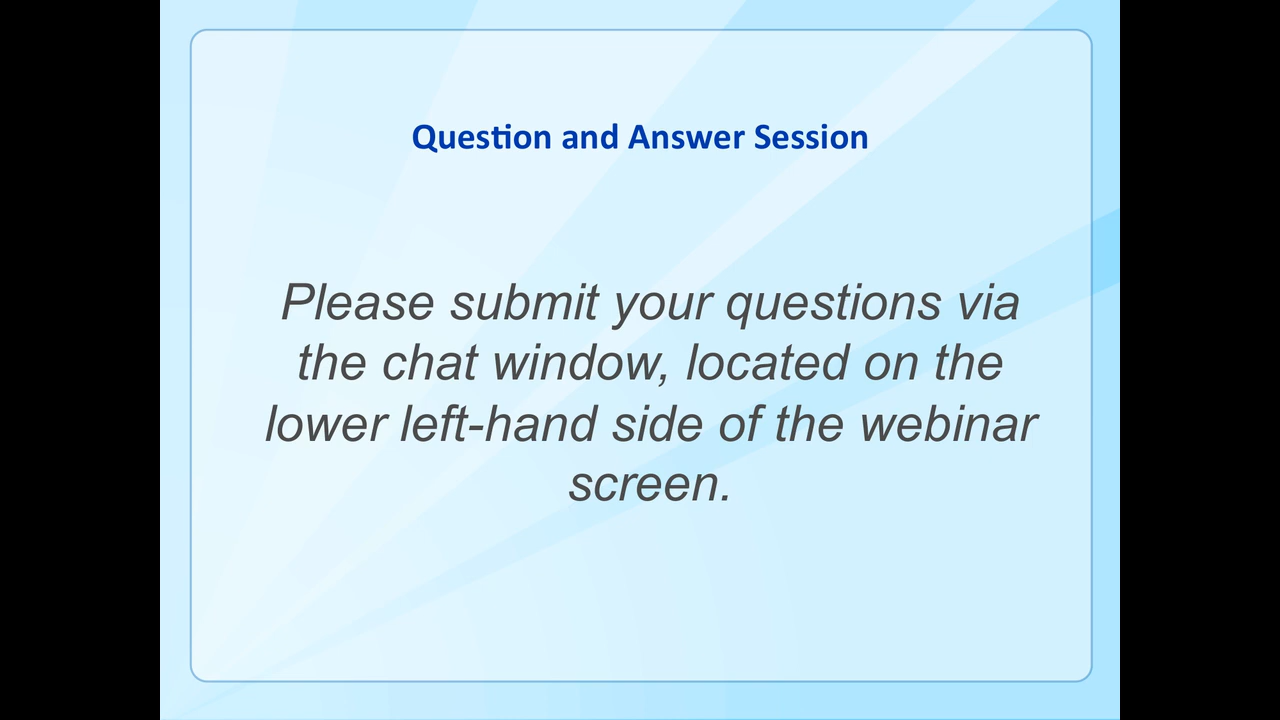 Question and Answer Session
Please submit your questions via
the chat window, located on the
lower left-hand side of the webinar
screen.